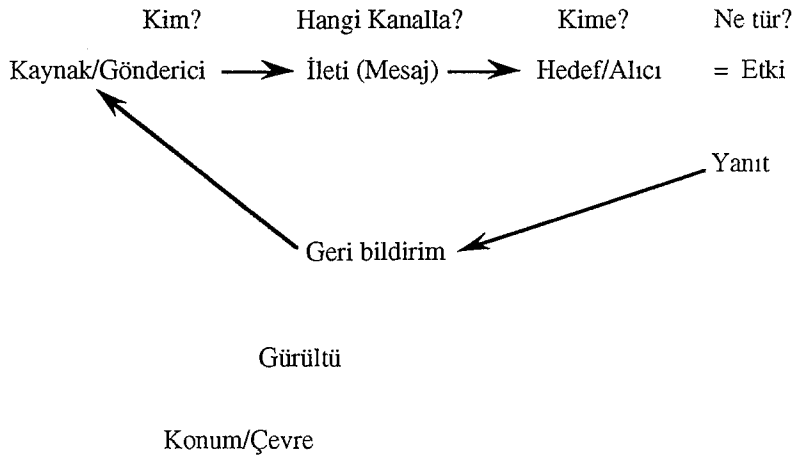 Kim? Hangi Kanalla? Kime? Ne tür?
Kaynak/Gönderici İleti (Mesaj) Hedef/Alıcı = Etki
Yanıt
Geri bildirim
Gürültü
Konum/Çevre